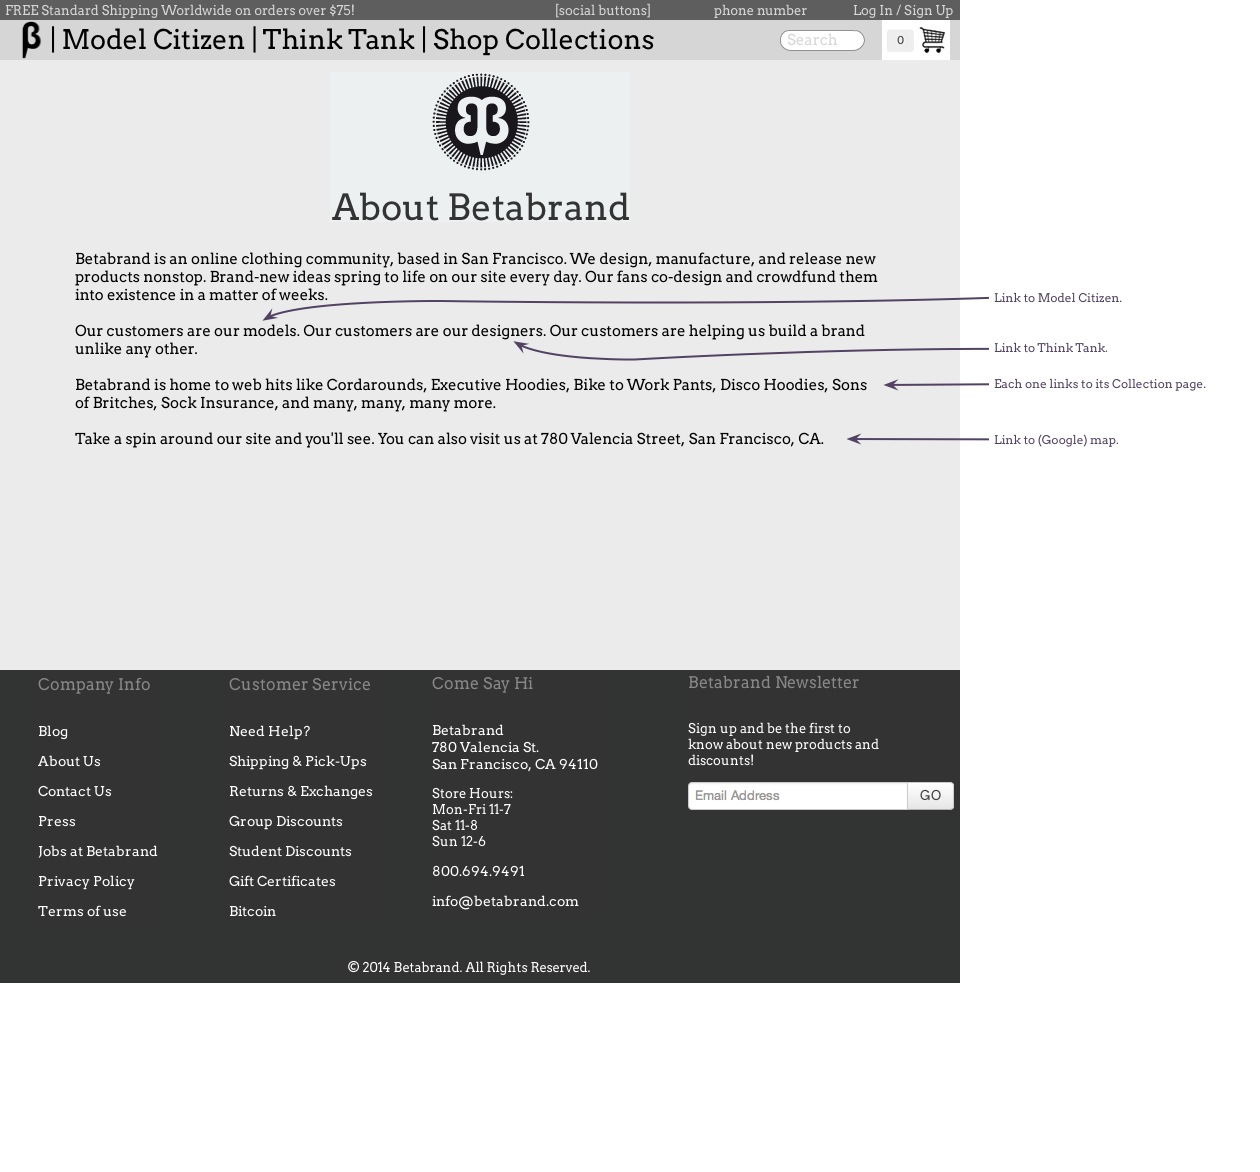 FREE Standard Shipping Worldwide on orders over $75! [social buttons] phone number Log In / Sign Up
β | Model Citizen | Think Tank | Shop Collections Search 0
About Betabrand
Betabrand is an online clothing community, based in San Francisco. We design, manufacture, and release new
products nonstop. Brand-new ideas spring to life on our site every day. Our fans co-design and crowdfund them
into existence in a matter of weeks.
Link to Model Citizen.
Our customers are our models. Our customers are our designers. Our customers are helping us build a brand
unlike any other.
Link to Think Tank.
Betabrand is home to web hits like Cordarounds, Executive Hoodies, Bike to Work Pants, Disco Hoodies, Sons
of Britches, Sock Insurance, and many, many, many more.
Each one links to its Collection page.
Take a spin around our site and you'll see. You can also visit us at 780 Valencia Street, San Francisco, CA.
Link to (Google) map.
Company Info
Blog
About Us
Contact Us
Press
Jobs at Betabrand
Privacy Policy
Terms of use
Customer Service
Need Help?
Shipping & Pick-Ups
Returns & Exchanges
Group Discounts
Student Discounts
Gift Certificates
Bitcoin
Come Say Hi
Betabrand
780 Valencia St.
San Francisco, CA 94110
Store Hours:
Mon-Fri 11-7
Sat 11-8
Sun 12-6
800.694.9491
info@betabrand.com
Betabrand Newsletter
Sign up and be the first to
know about new products and
discounts!
Email Address GO
© 2014 Betabrand. All Rights Reserved.